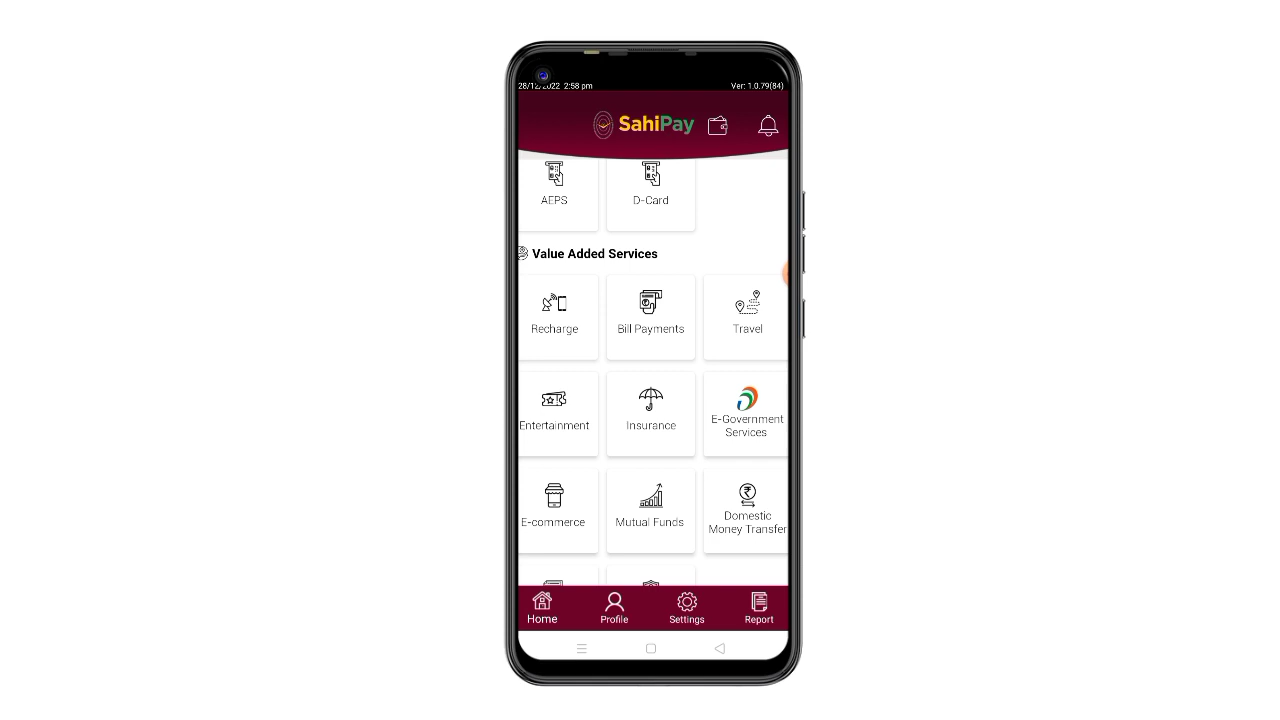 28/12/2022 2:58 pm Ver: 1.0.79(84)
SahiPay
AEPS D-Card
Value Added Services
Recharge Bill Payments Travel
Entertainment Insurance E-Government
Services
E-commerce Mutual Funds Domestic
Money Transfer
Home Profile Settings Report